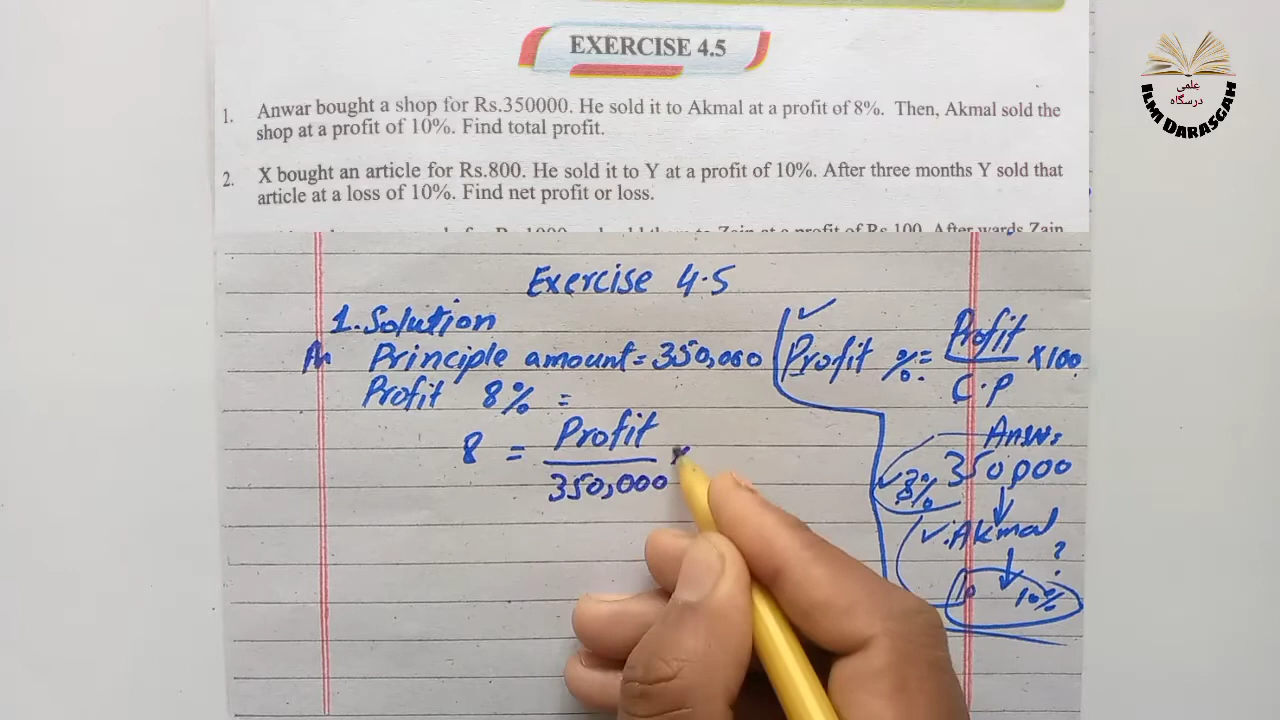 EXERCISE 4.5
1. Anwar bought a shop for Rs.350000. He sold it to Akmal at a profit of 8%. Then, Akmal sold the
shop at a profit of 10%. Find total profit.
2. X bought an article for Rs.800. He sold it to Y at a profit of 10%. After three months Y sold that
article at a loss of 10%. Find net profit or loss.
علمی
درسگاہ
ILMI DARASGAH
Exercise 4.5
1. Solution
Principle amount = 350,000
Profit 8% =
8 = Profit
350,000 ×
Profit %. = Profit × 100
C.P
Answ:
350000
8%
Akmal
?
10 10%